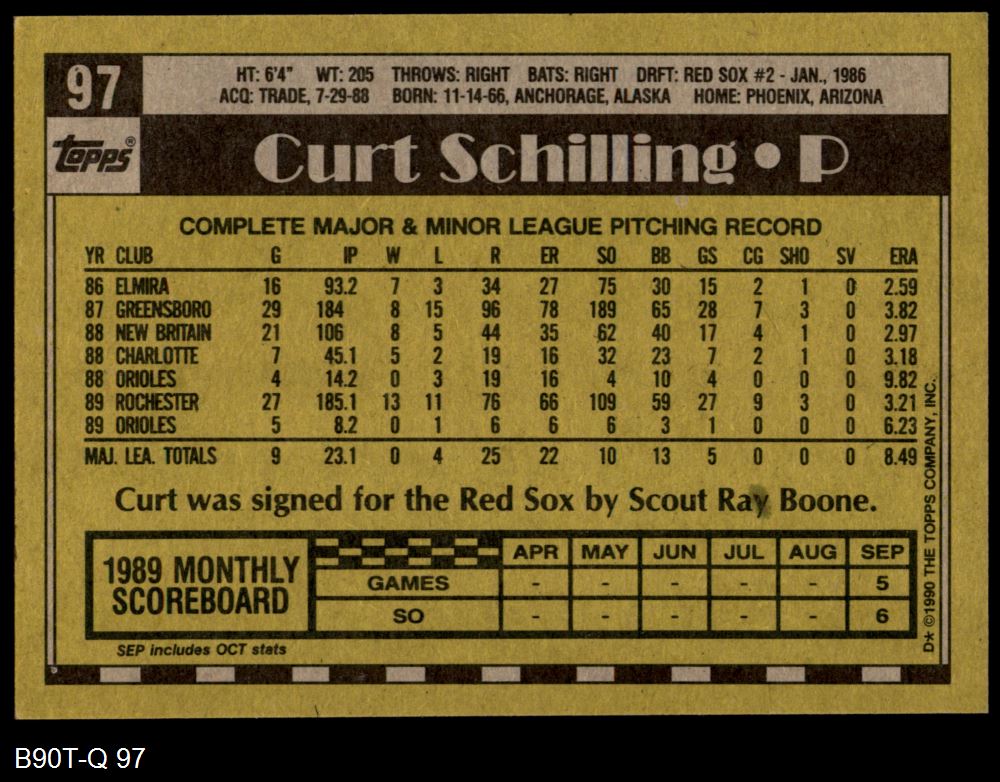 97
HT: 6'4" WT: 205 THROWS: RIGHT BATS: RIGHT DRFT: RED SOX #2 - JAN., 1986
ACQ: TRADE, 7-29-88 BORN: 11-14-66, ANCHORAGE, ALASKA HOME: PHOENIX, ARIZONA
topps®
Curt Schilling • P
COMPLETE MAJOR & MINOR LEAGUE PITCHING RECORD
YR CLUB G IP W L R ER SO BB GS CG SHO SV ERA
86 ELMIRA 16 93.2 7 3 34 27 75 30 15 2 1 0 2.59
87 GREENSBORO 29 184 8 15 96 78 189 65 28 7 3 0 3.82
88 NEW BRITAIN 21 106 8 5 44 35 62 40 17 4 1 0 2.97
88 CHARLOTTE 7 45.1 5 2 19 16 32 23 7 2 1 0 3.18
88 ORIOLES 4 14.2 0 3 19 16 4 10 4 0 0 0 9.82
89 ROCHESTER 27 185.1 13 11 76 66 109 59 27 9 3 0 3.21
89 ORIOLES 5 8.2 0 1 6 6 6 3 1 0 0 0 6.23
MAJ. LEA. TOTALS 9 23.1 0 4 25 22 10 13 5 0 0 0 8.49
Curt was signed for the Red Sox by Scout Ray Boone.
1989 MONTHLY
SCOREBOARD
APR MAY JUN JUL AUG SEP
GAMES - - - - - 5
SO - - - - - 6
SEP includes OCT stats
D* ©1990 THE TOPPS COMPANY, INC.
B90T-Q 97